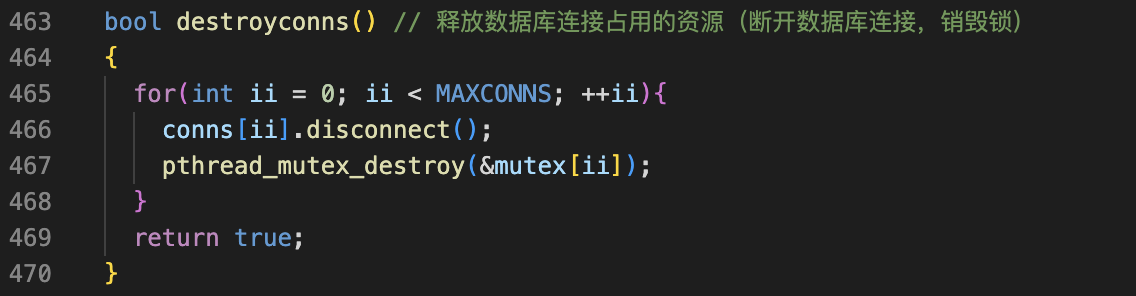 463 bool destroyconns() // 释放数据库连接占用的资源（断开数据库连接，销毁锁）
464 {
465 for(int ii = 0; ii < MAXCONNS; ++ii){
466 conns[ii].disconnect();
467 pthread_mutex_destroy(&mutex[ii]);
468 }
469 return true;
470 }